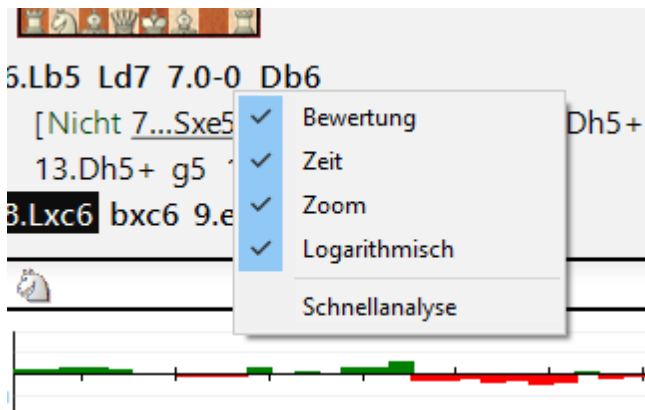 6.Lb5 Ld7 7.0-0 Db6
[Nicht 7...Sxe5
Dh5+
13.Dh5+ g5
8.Lxc6 bxc6 9.e
Bewertung
Zeit
Zoom
Logarithmisch
Schnellanalyse